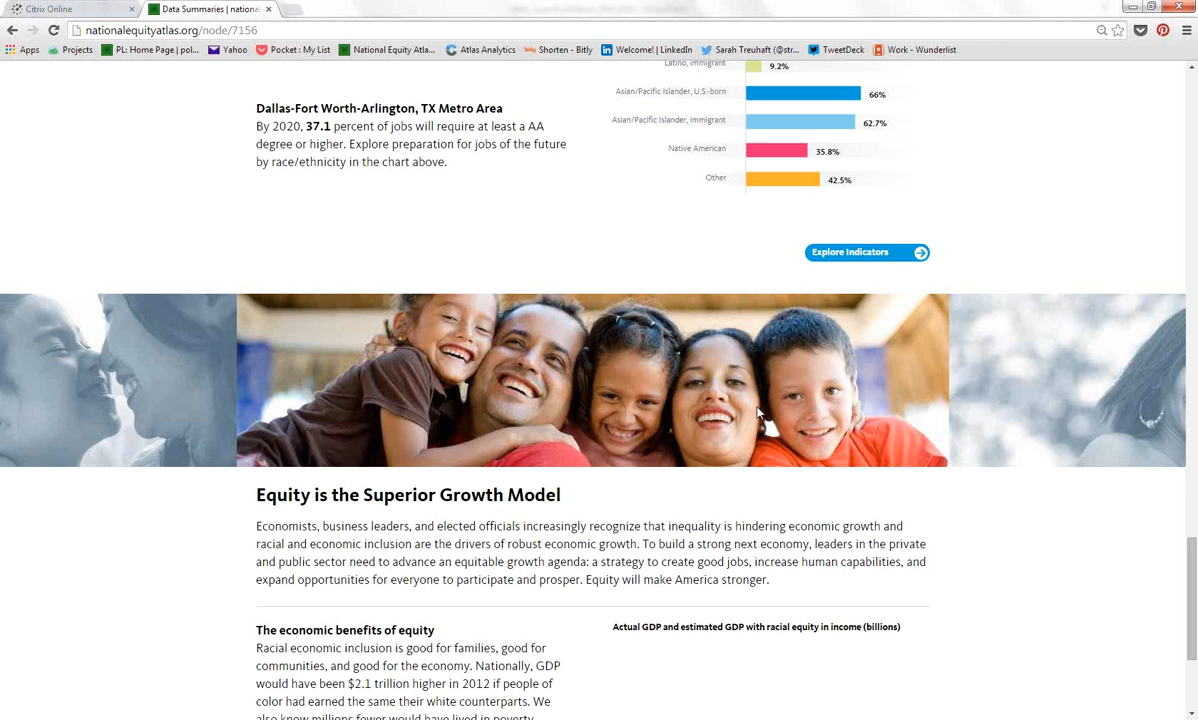 Citrix Online
Data Summaries | national
nationalequityatlas.org/node/7156
Apps Projects PL: Home Page | pol... Yahoo Pocket : My List National Equity Atla... Atlas Analytics Shorten - Bitly Welcome! | LinkedIn Sarah Treuhaft (@str... TweetDeck Work - Wunderlist
Latino, immigrant 9.2%
Asian/Pacific Islander, U.S.-born 66%
Dallas-Fort Worth-Arlington, TX Metro Area
By 2020, 37.1 percent of jobs will require at least a AA
degree or higher. Explore preparation for jobs of the future
by race/ethnicity in the chart above.
Asian/Pacific Islander, Immigrant 62.7%
Native American 35.8%
Other 42.5%
Explore Indicators
Equity is the Superior Growth Model
Economists, business leaders, and elected officials increasingly recognize that inequality is hindering economic growth and
racial and economic inclusion are the drivers of robust economic growth. To build a strong next economy, leaders in the private
and public sector need to advance an equitable growth agenda: a strategy to create good jobs, increase human capabilities, and
expand opportunities for everyone to participate and prosper. Equity will make America stronger.
The economic benefits of equity
Racial economic inclusion is good for families, good for
communities, and good for the economy. Nationally, GDP
would have been $2.1 trillion higher in 2012 if people of
color had earned the same their white counterparts. We
also know millions fewer would have lived in poverty
Actual GDP and estimated GDP with racial equity in income (billions)